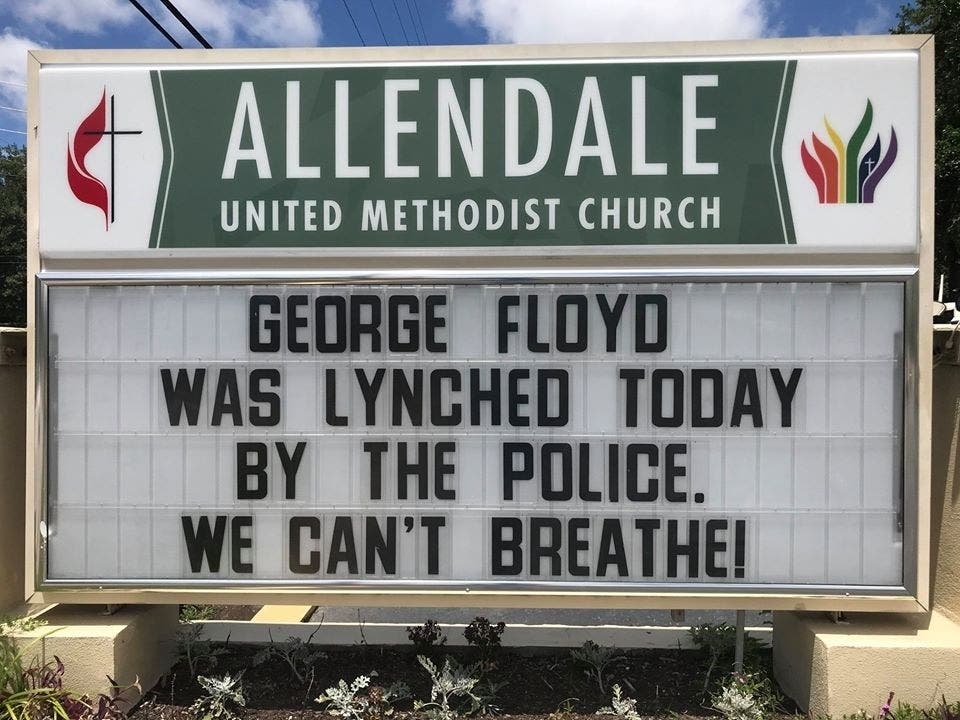 ALLENDALE
UNITED METHODIST CHURCH
GEORGE FLOYD
WAS LYNCHED TODAY
BY THE POLICE.
WE CAN'T BREATHE!